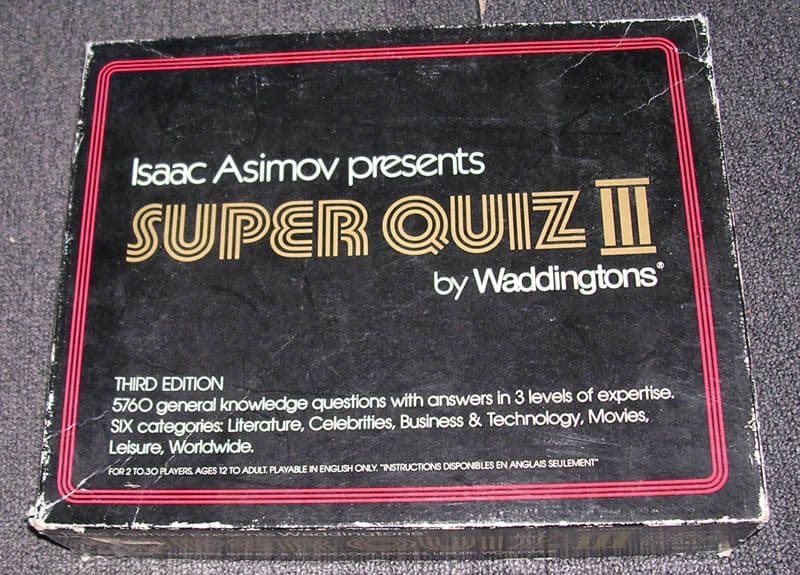 Isaac Asimov presents
SUPER QUIZ III
by Waddingtons®
THIRD EDITION
5760 general knowledge questions with answers in 3 levels of expertise.
SIX categories: Literature, Celebrities, Business & Technology, Movies,
Leisure, Worldwide.
FOR 2 TO 30 PLAYERS, AGES 12 TO ADULT. PLAYABLE IN ENGLISH ONLY. "INSTRUCTIONS DISPONIBLES EN ANGLAIS SEULEMENT"